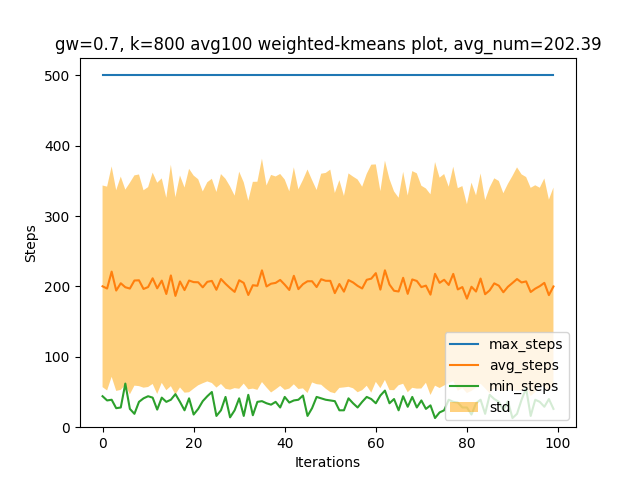 gw=0.7, k=800 avg100 weighted-kmeans plot, avg_num=202.39
500
400
300
200
100
0
Steps
max_steps
avg_steps
min_steps
std
0
20
40
60
80
100
Iterations